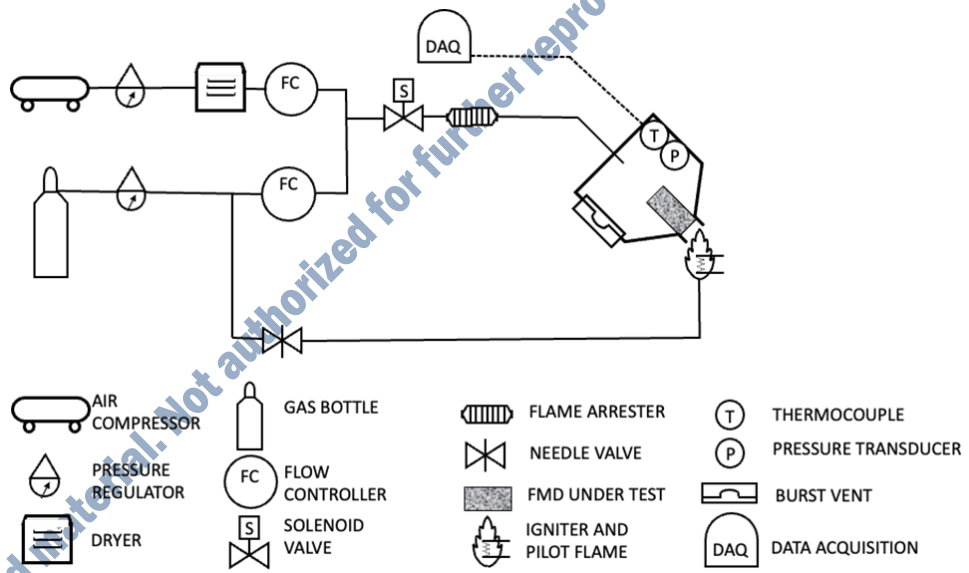 DAQ
FC
S
T
P
FC
AIR
COMPRESSOR
GAS BOTTLE
FLAME ARRESTER
T THERMOCOUPLE
NEEDLE VALVE
P PRESSURE TRANSDUCER
PRESSURE
REGULATOR
FC FLOW
CONTROLLER
FMD UNDER TEST
BURST VENT
DRYER
S SOLENOID
VALVE
IGNITER AND
PILOT FLAME
DAQ DATA ACQUISITION
material. Not authorized for further